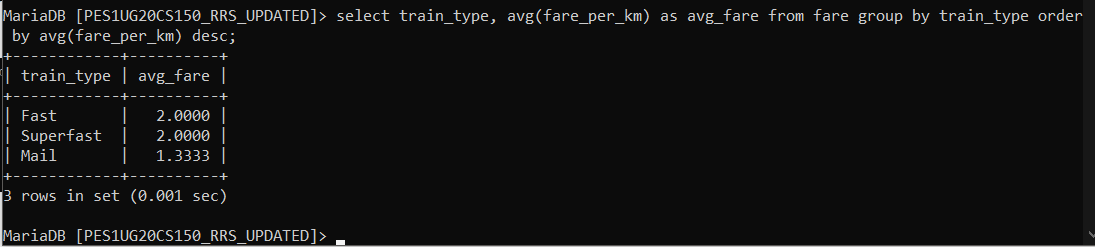 MariaDB [PES1UG20CS150_RRS_UPDATED]> select train_type, avg(fare_per_km) as avg_fare from fare group by train_type order
 by avg(fare_per_km) desc;
+------------+----------+
| train_type | avg_fare |
+------------+----------+
| Fast       |   2.0000 |
| Superfast  |   2.0000 |
| Mail       |   1.3333 |
+------------+----------+
3 rows in set (0.001 sec)
MariaDB [PES1UG20CS150_RRS_UPDATED]>